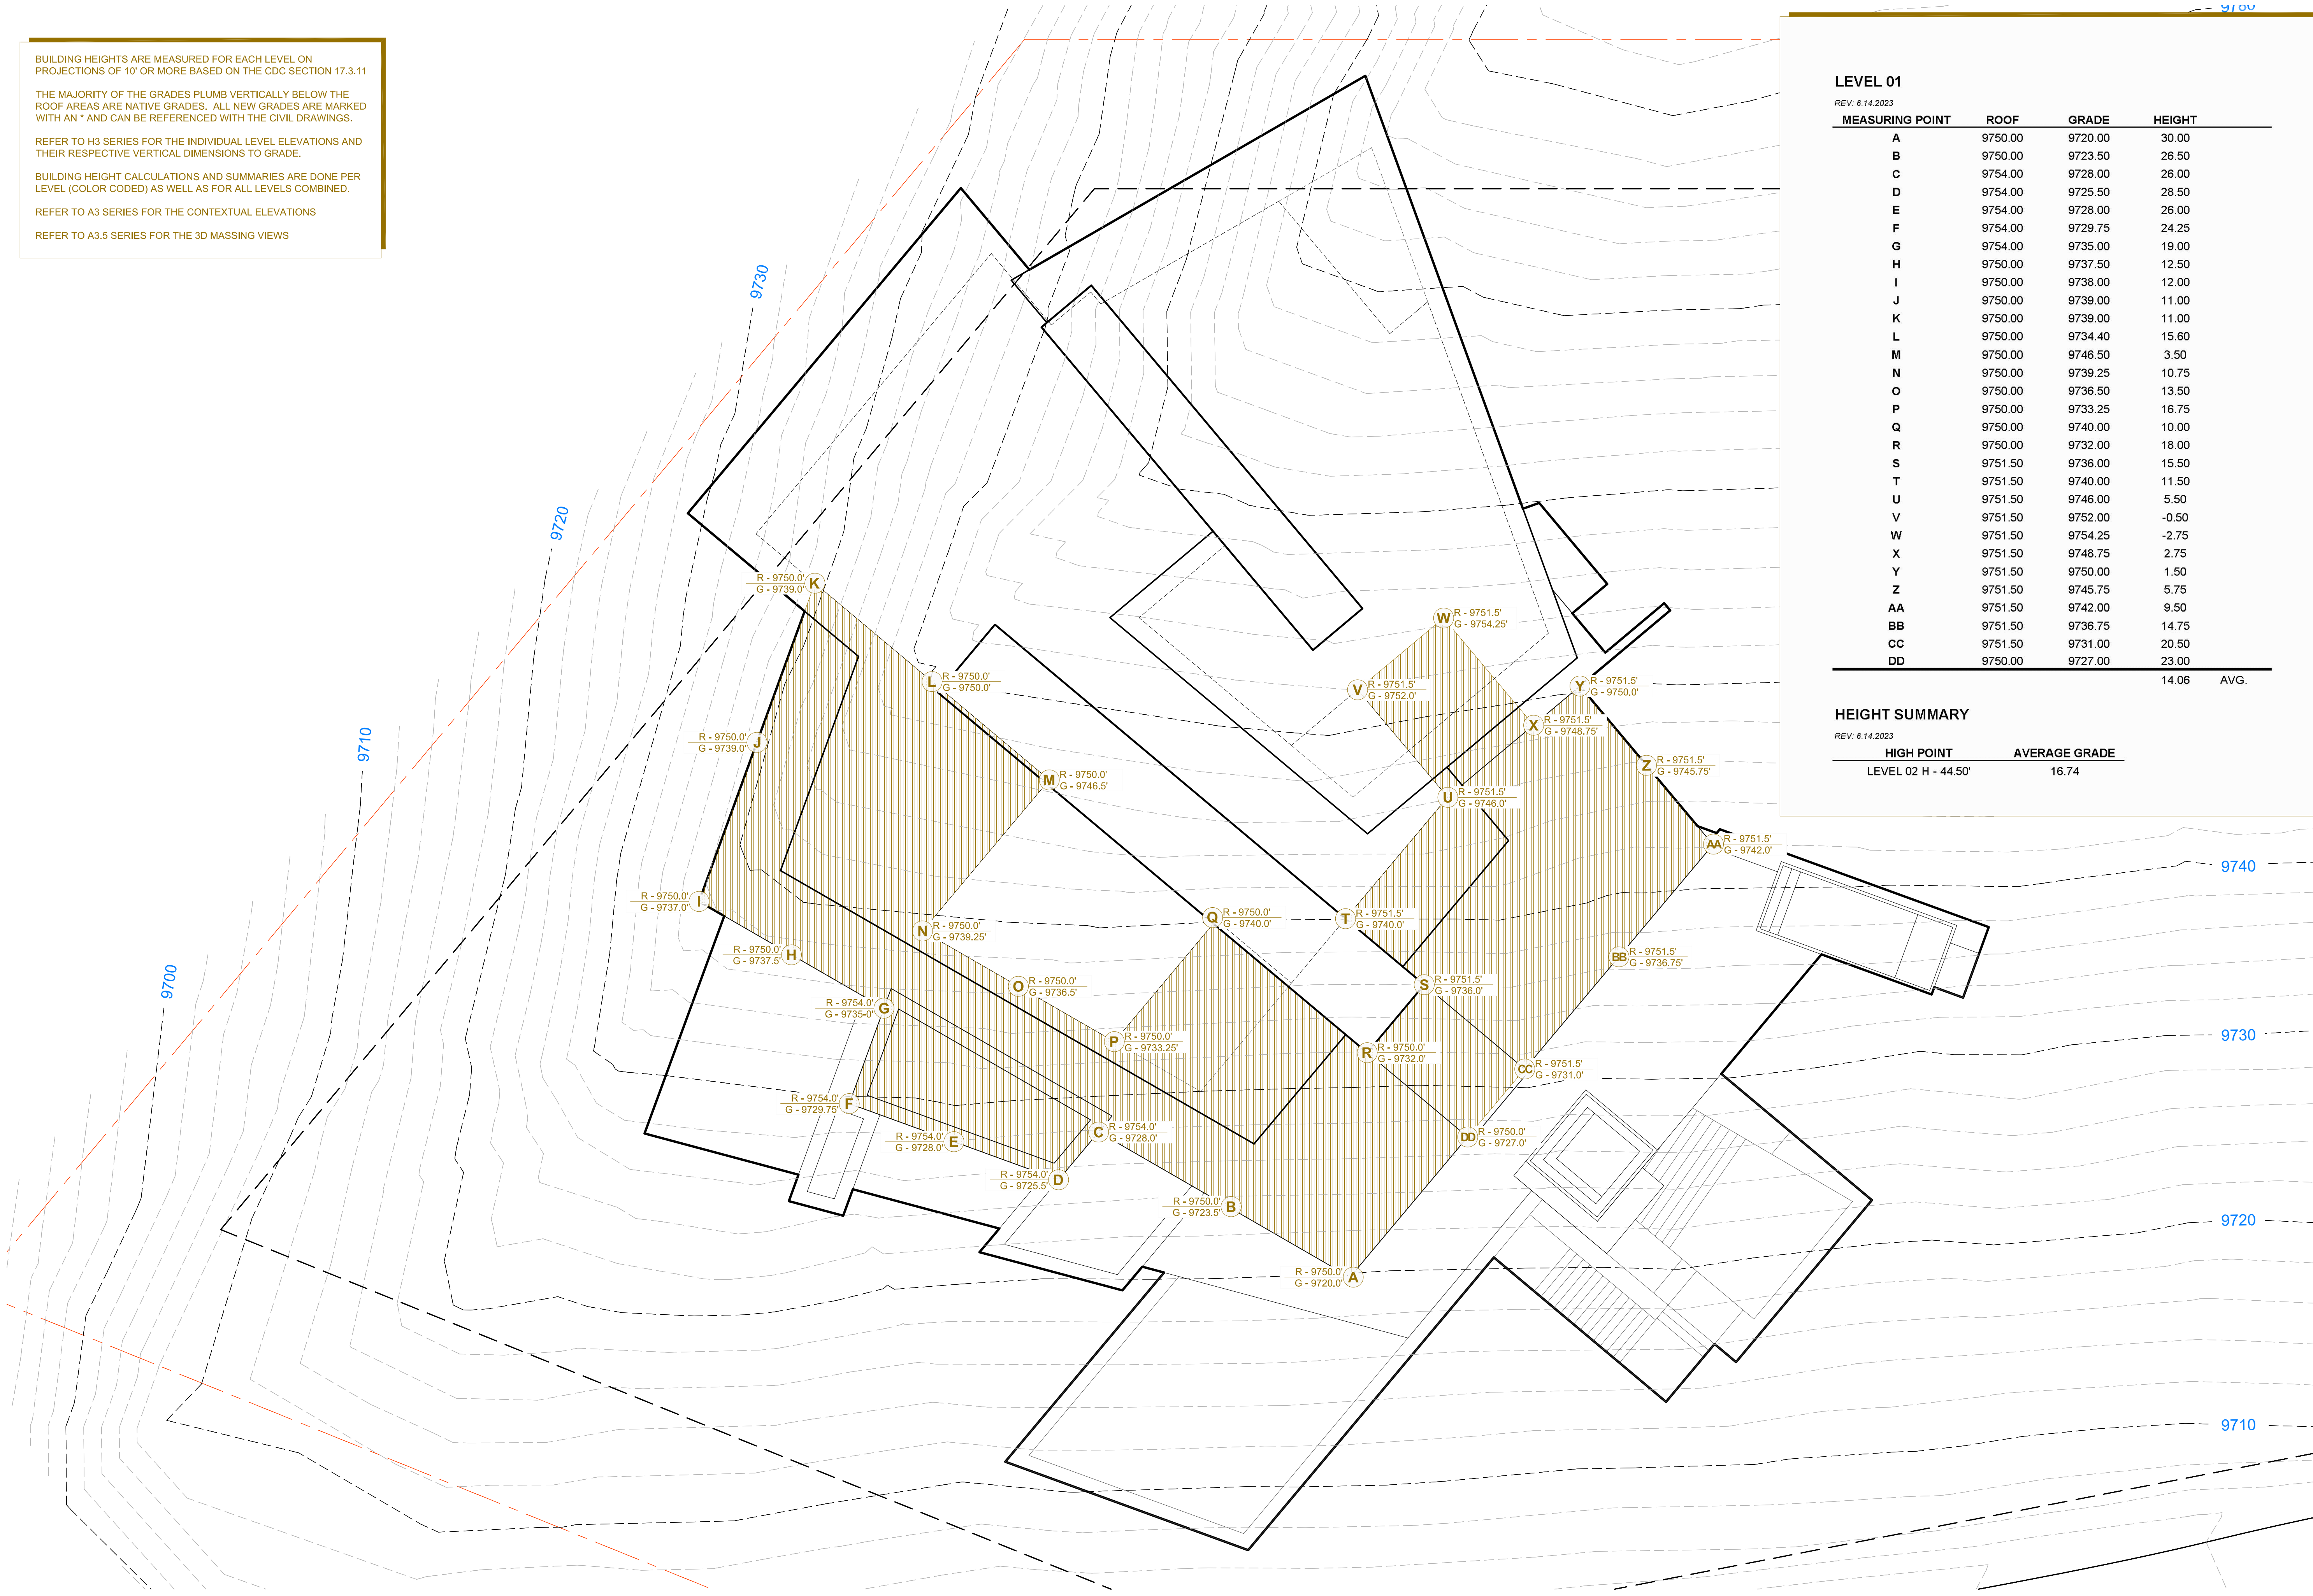 BUILDING HEIGHTS ARE MEASURED FOR EACH LEVEL ON
PROJECTIONS OF 10' OR MORE BASED ON THE CDC SECTION 17.3.11
THE MAJORITY OF THE GRADES PLUMB VERTICALLY BELOW THE
ROOF AREAS ARE NATIVE GRADES. ALL NEW GRADES ARE MARKED
WITH AN * AND CAN BE REFERENCED WITH THE CIVIL DRAWINGS.
REFER TO H3 SERIES FOR THE INDIVIDUAL LEVEL ELEVATIONS AND
THEIR RESPECTIVE VERTICAL DIMENSIONS TO GRADE.
BUILDING HEIGHT CALCULATIONS AND SUMMARIES ARE DONE PER
LEVEL (COLOR CODED) AS WELL AS FOR ALL LEVELS COMBINED.
REFER TO A3 SERIES FOR THE CONTEXTUAL ELEVATIONS
REFER TO A3.5 SERIES FOR THE 3D MASSING VIEWS
9780
LEVEL 01
REV: 6.14.2023
MEASURING POINT ROOF GRADE HEIGHT
A 9750.00 9720.00 30.00
B 9750.00 9723.50 26.50
C 9754.00 9728.00 26.00
D 9754.00 9725.50 28.50
E 9754.00 9728.00 26.00
F 9754.00 9729.75 24.25
G 9754.00 9735.00 19.00
H 9750.00 9737.50 12.50
I 9750.00 9738.00 12.00
J 9750.00 9739.00 11.00
K 9750.00 9739.00 11.00
L 9750.00 9734.40 15.60
M 9750.00 9746.50 3.50
N 9750.00 9739.25 10.75
O 9750.00 9736.50 13.50
P 9750.00 9733.25 16.75
Q 9750.00 9740.00 10.00
R 9750.00 9732.00 18.00
S 9751.50 9736.00 15.50
T 9751.50 9740.00 11.50
U 9751.50 9746.00 5.50
V 9751.50 9752.00 -0.50
W 9751.50 9754.25 -2.75
X 9751.50 9748.75 2.75
Y 9751.50 9750.00 1.50
Z 9751.50 9745.75 5.75
AA 9751.50 9742.00 9.50
BB 9751.50 9736.75 14.75
CC 9751.50 9731.00 20.50
DD 9750.00 9727.00 23.00
14.06 AVG.
HEIGHT SUMMARY
REV: 6.14.2023
HIGH POINT AVERAGE GRADE
LEVEL 02 H - 44.50' 16.74
9730
9720
9710
9700
R - 9750.0'
G - 9739.0'
K
W
R - 9751.5'
G - 9754.25'
L
R - 9750.0'
G - 9750.0'
V
R - 9751.5'
G - 9752.0'
Y
R - 9751.5'
G - 9750.0'
X
R - 9751.5'
G - 9748.75'
R - 9750.0'
G - 9739.0'
J
M
R - 9750.0'
G - 9746.5'
Z
R - 9751.5'
G - 9745.75'
U
R - 9751.5'
G - 9746.0'
AA
R - 9751.5'
G - 9742.0'
9740
R - 9750.0'
G - 9737.0'
I
N
R - 9750.0'
G - 9739.25'
Q
R - 9750.0'
G - 9740.0'
T
R - 9751.5'
G - 9740.0'
R - 9750.0'
G - 9737.5'
H
BB
R - 9751.5'
G - 9736.75'
O
R - 9750.0'
G - 9736.5'
S
R - 9751.5'
G - 9736.0'
R - 9754.0'
G - 9735-0'
G
9730
P
R - 9750.0'
G - 9733.25'
R
R - 9750.0'
G - 9732.0'
CC
R - 9751.5'
G - 9731.0'
R - 9754.0'
G - 9729.75'
F
R - 9754.0'
G - 9728.0'
E
C
R - 9754.0'
G - 9728.0'
DD
R - 9750.0'
G - 9727.0'
R - 9754.0'
G - 9725.5'
D
R - 9750.0'
G - 9723.5'
B
9720
R - 9750.0'
G - 9720.0'
A
9710